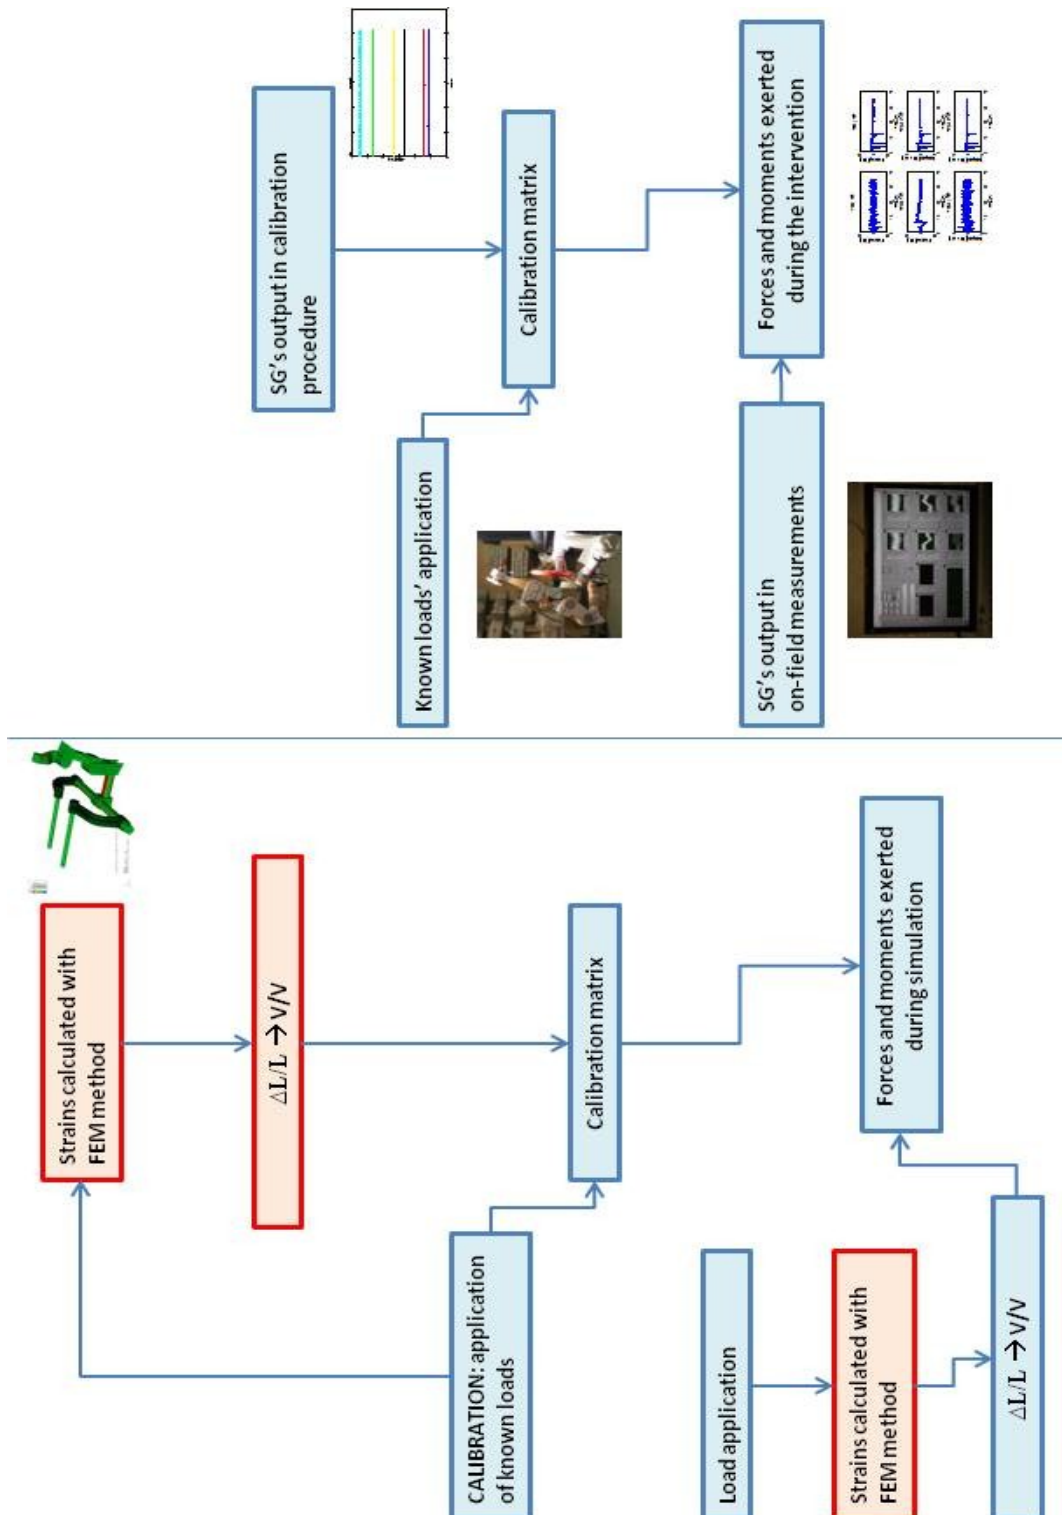 Strains calculated with
FEM method
ΔL/L → V/V
CALIBRATION: application
of known loads
Calibration matrix
Load application
Strains calculated with
FEM method
ΔL/L → V/V
Forces and moments exerted
during simulation
SG's output in calibration
procedure
Known loads' application
Calibration matrix
SG's output in
on-field measurements
Forces and moments exerted
during the intervention